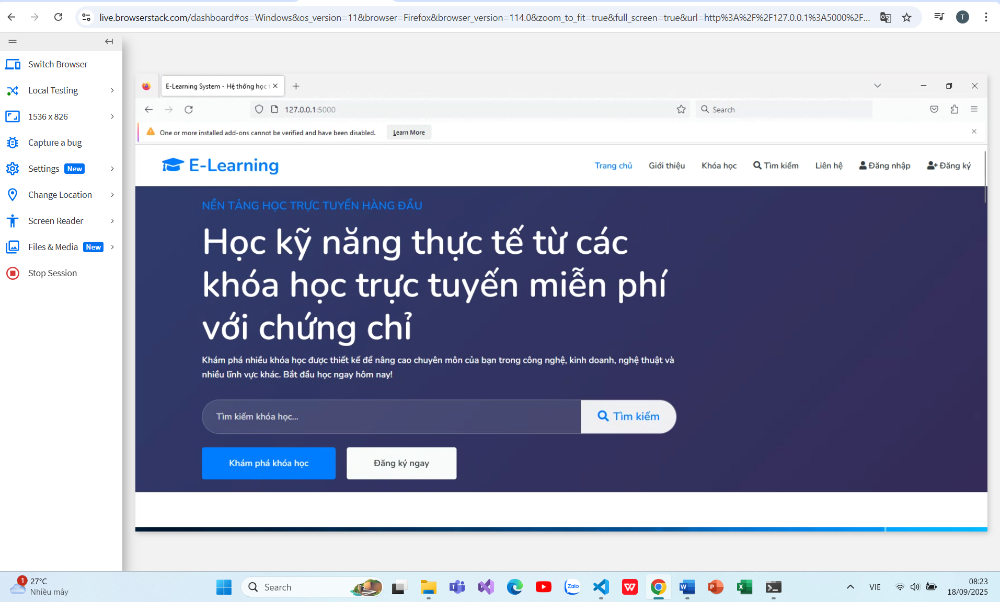 live.browserstack.com/dashboard#os=Windows&os_version=11&browser=Firefox&browser_version=114.0&zoom_to_fit=true&full_screen=true&url=http%3A%2F%2F127.0.0.1%3A5000%2F...
T
Switch Browser
Local Testing
1536 x 826
Capture a bug
Settings New
Change Location
Screen Reader
Files & Media New
Stop Session
E-Learning System - Hệ thống học t
127.0.0.1:5000
Search
One or more installed add-ons cannot be verified and have been disabled. Learn More
E-Learning
Trang chủ Giới thiệu Khóa học Tìm kiếm Liên hệ Đăng nhập Đăng ký
NỀN TẢNG HỌC TRỰC TUYẾN HÀNG ĐẦU
Học kỹ năng thực tế từ các
khóa học trực tuyến miễn phí
với chứng chỉ
Khám phá nhiều khóa học được thiết kế để nâng cao chuyên môn của bạn trong công nghệ, kinh doanh, nghệ thuật và
nhiều lĩnh vực khác. Bắt đầu học ngay hôm nay!
Tìm kiếm khóa học...
Tìm kiếm
Khám phá khóa học
Đăng ký ngay
1
27°C
Nhiều mây
Search
Zalo
VIE
08:23
18/09/2025